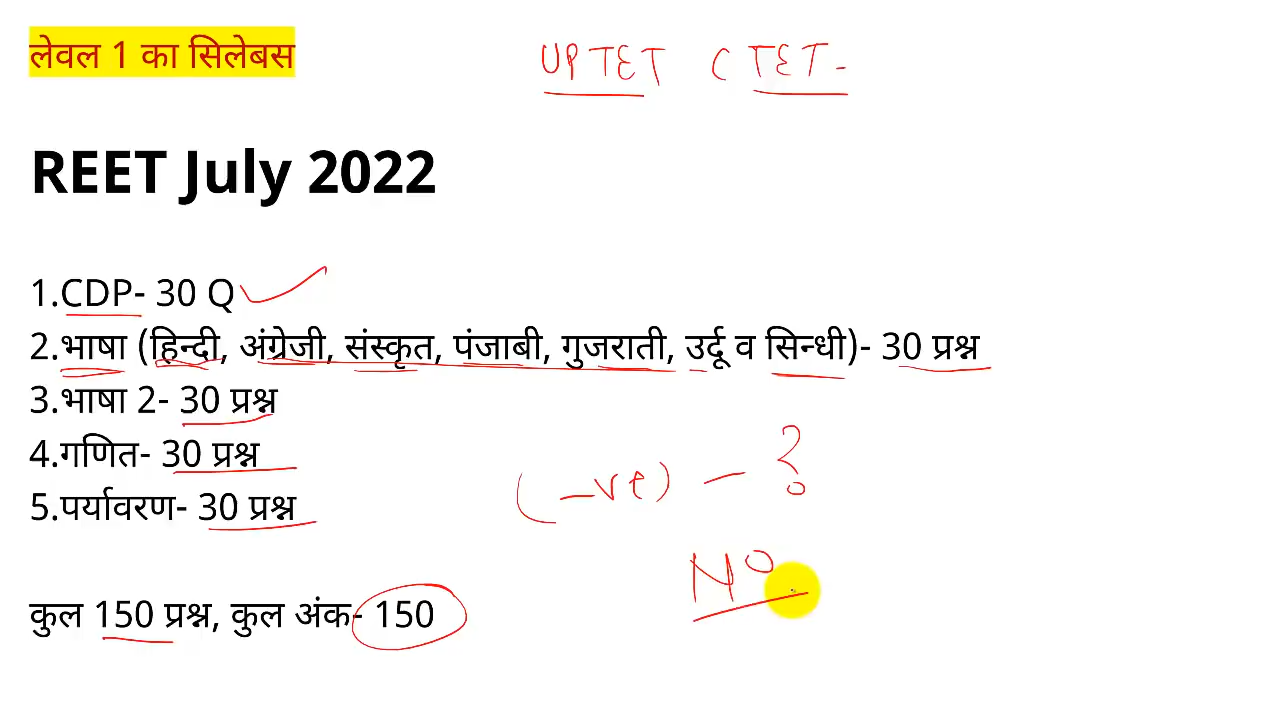 लेवल 1 का सिलेबस
UPTET CTET-
REET July 2022
1.CDP- 30 Q
2.भाषा (हिन्दी, अंग्रेजी, संस्कृत, पंजाबी, गुजराती, उर्दू व सिन्धी)- 30 प्रश्न
3.भाषा 2- 30 प्रश्न
4.गणित- 30 प्रश्न
(-ve) - ?
5.पर्यावरण- 30 प्रश्न
NO
कुल 150 प्रश्न, कुल अंक- 150